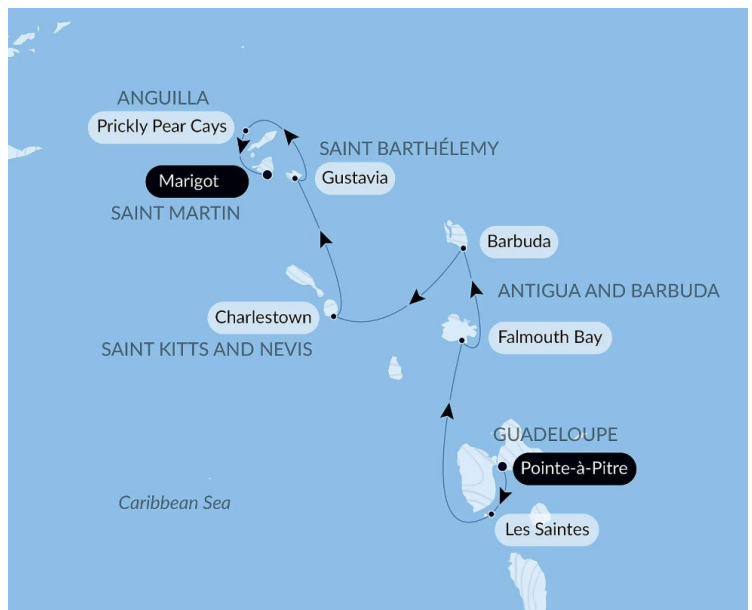 ANGUILLA
Prickly Pear Cays
SAINT BARTHÉLEMY
Gustavia
Marigot
SAINT MARTIN
Barbuda
ANTIGUA AND BARBUDA
Charlestown
Falmouth Bay
SAINT KITTS AND NEVIS
GUADELOUPE
Pointe-à-Pitre
Caribbean Sea
Les Saintes